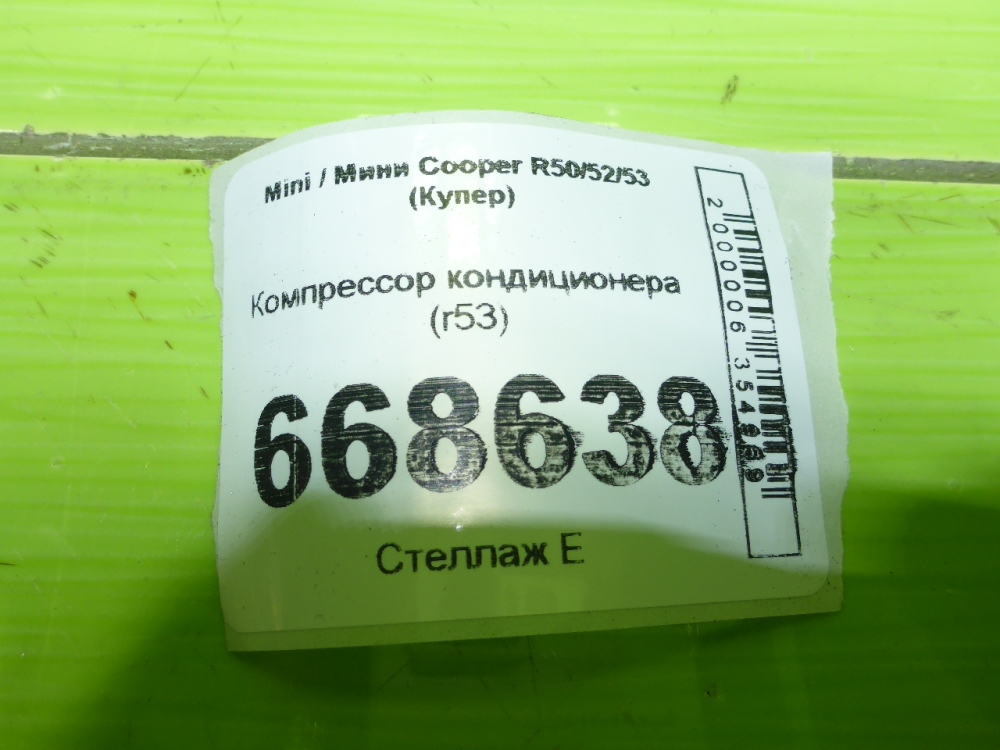 Mini / Мини Cooper R50/52/53
(Купер)
Компрессор кондиционера
(r53)
668638
Стеллаж E